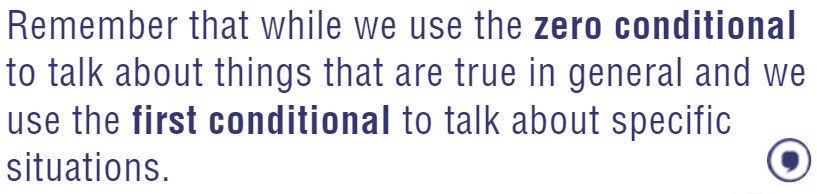 Remember that while we use the zero conditional
to talk about things that are true in general and we
use the first conditional to talk about specific
situations.